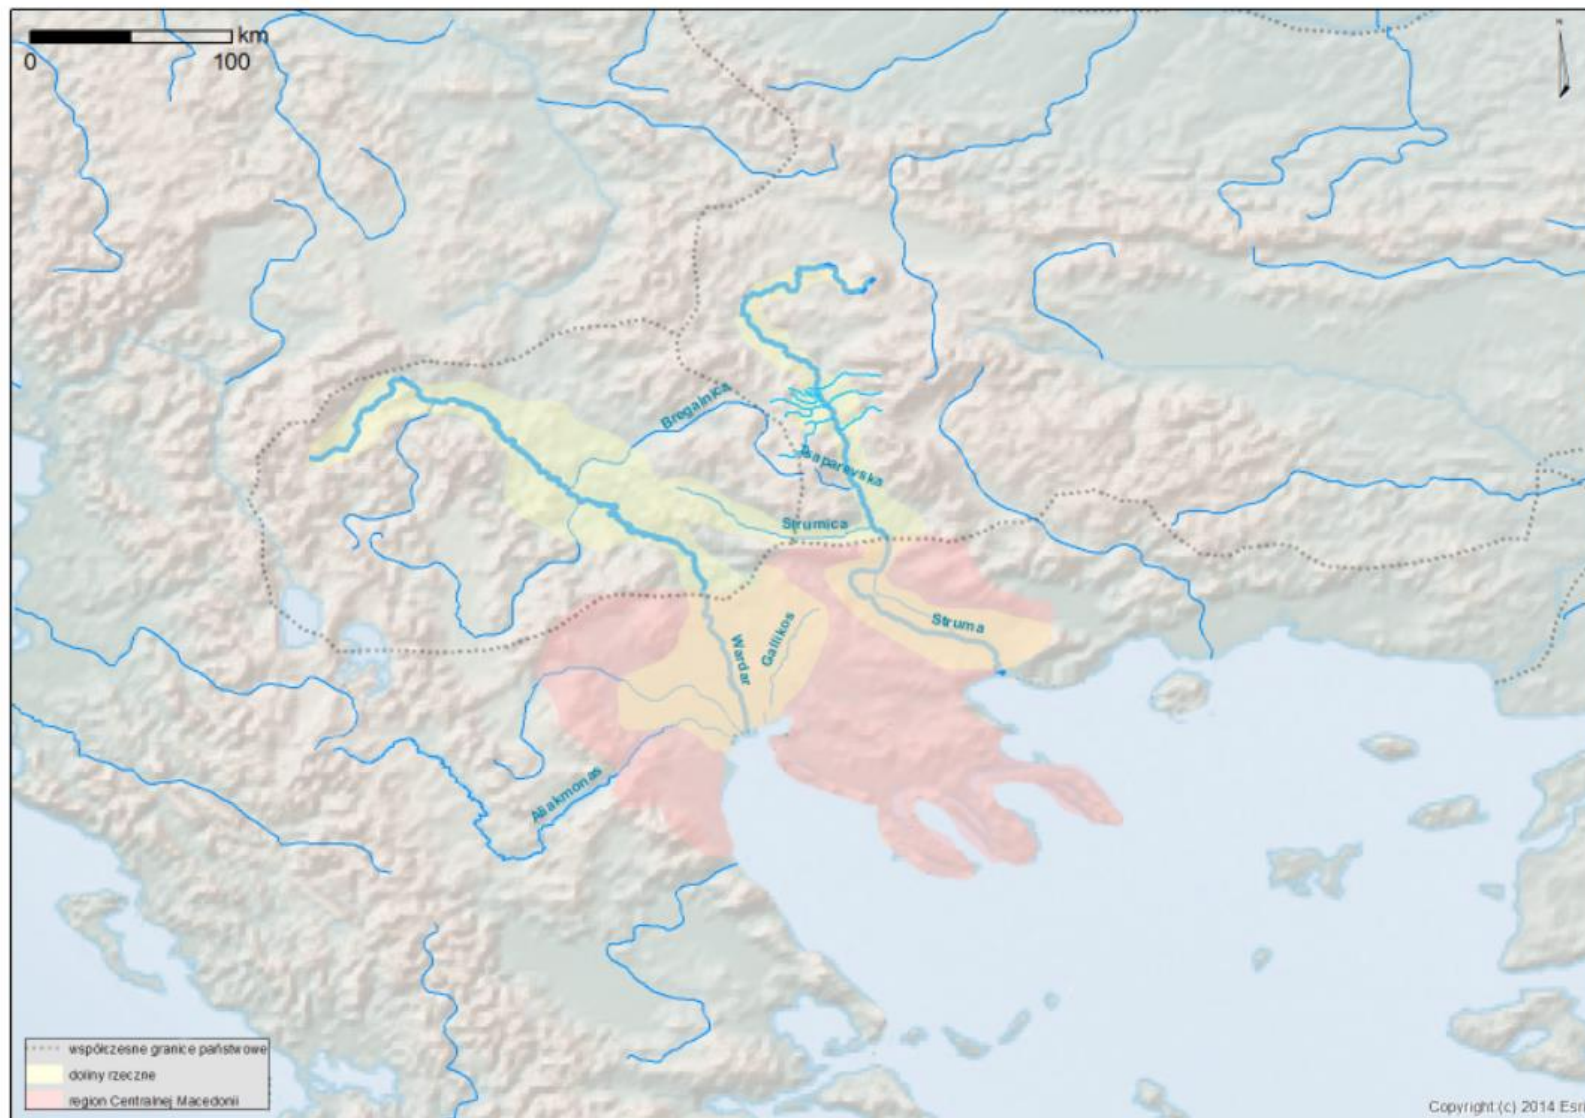 km
0 100
N
Bregalnica
Tsaparevska
Strumica
Struma
Gallikos
Wardar
Aliakmonas
współczesne granice państwowe
doliny rzeczne
region Centralnej Macedonii
Copyright:(c) 2014 Esri